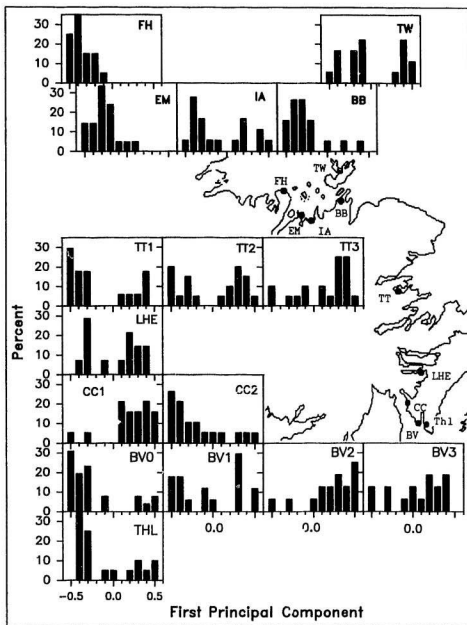 30 FH TW
20
10
0
30 EM IA BB
20
10
0
TW
FH
BB
EM IA
30 TT1 TT2 TT3
20
10
0
TT
30 LHE
20
10
0
LHE
30 CC1 CC2
20
10
0
CC
BV Th1
30 BV0 BV1 BV2 BV3
20
10
0
0.0 0.0 0.0
30 THL
20
10
0
-0.5 0.0 0.5
Percent
First Principal Component